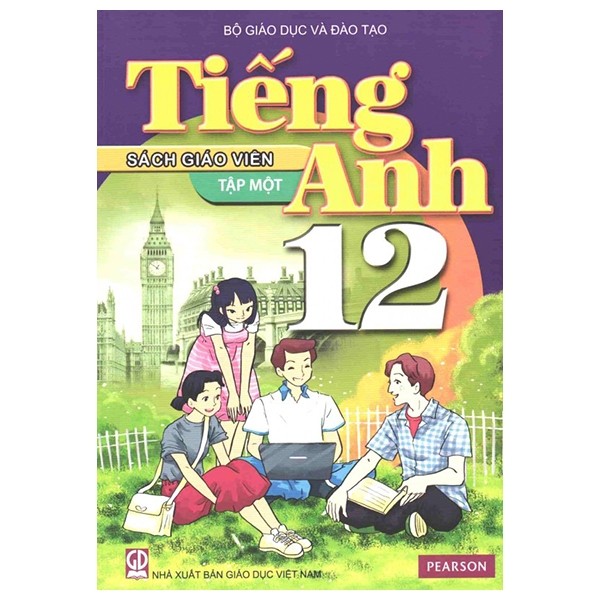 BỘ GIÁO DỤC VÀ ĐÀO TẠO
Tiếng
Anh
SÁCH GIÁO VIÊN
TẬP MỘT
12
GD
NHÀ XUẤT BẢN GIÁO DỤC VIỆT NAM
PEARSON